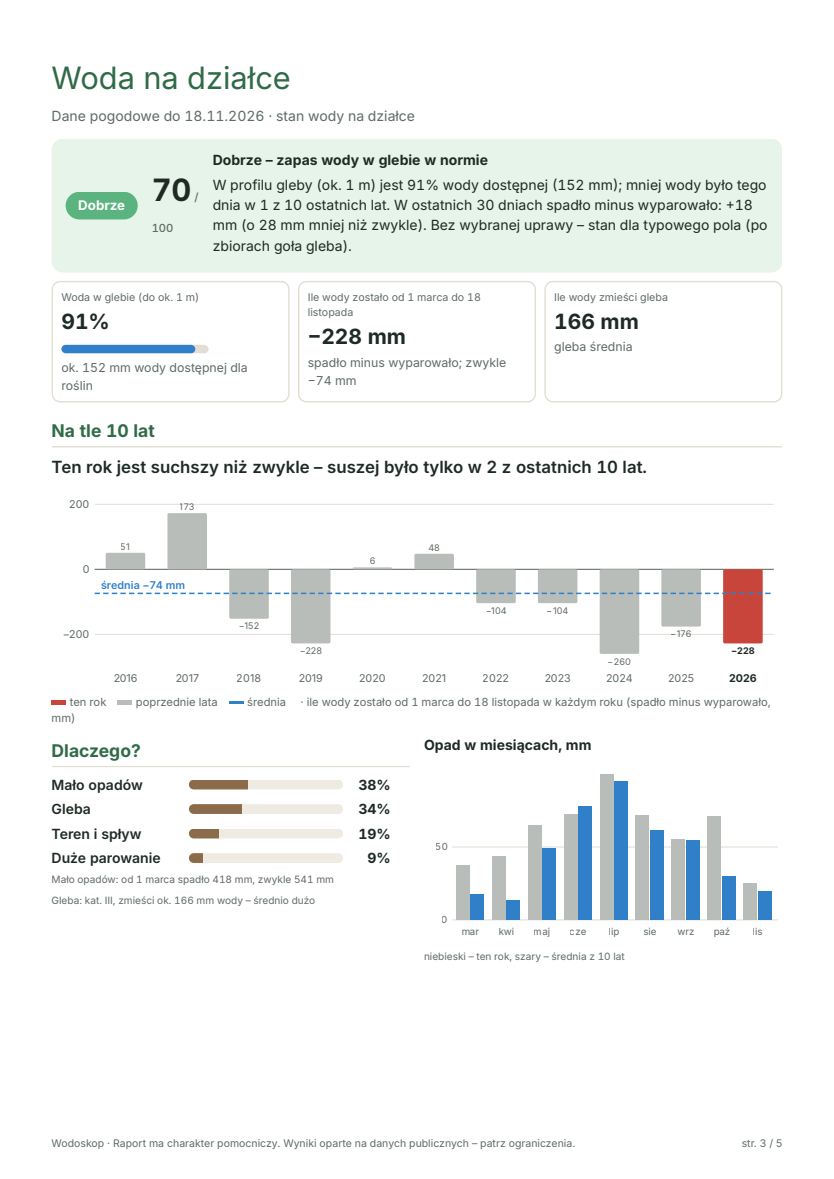 Woda na działce
Dane pogodowe do 18.11.2026 · stan wody na działce
Dobrze
70 /
100
Dobrze – zapas wody w glebie w normie
W profilu gleby (ok. 1 m) jest 91% wody dostępnej (152 mm); mniej wody było tego
dnia w 1 z 10 ostatnich lat. W ostatnich 30 dniach spadło minus wyparowało: +18
mm (o 28 mm mniej niż zwykle). Bez wybranej uprawy – stan dla typowego pola (po
zbiorach goła gleba).
Woda w glebie (do ok. 1 m)
91%
ok. 152 mm wody dostępnej dla
roślin
Ile wody zostało od 1 marca do 18
listopada
−228 mm
spadło minus wyparowało; zwykle
−74 mm
Ile wody zmieści gleba
166 mm
gleba średnia
Na tle 10 lat
Ten rok jest suchszy niż zwykle – suszej było tylko w 2 z ostatnich 10 lat.
200
0
−200
średnia −74 mm
51
173
−152
−228
6
48
−104
−104
−260
−176
−228
2016 2017 2018 2019 2020 2021 2022 2023 2024 2025 2026
ten rok poprzednie lata średnia · ile wody zostało od 1 marca do 18 listopada w każdym roku (spadło minus wyparowało,
mm)
Dlaczego?
Mało opadów 38%
Gleba 34%
Teren i spływ 19%
Duże parowanie 9%
Mało opadów: od 1 marca spadło 418 mm, zwykle 541 mm
Gleba: kat. III, zmieści ok. 166 mm wody – średnio dużo
Opad w miesiącach, mm
50
0
mar kwi maj cze lip sie wrz paź lis
niebieski – ten rok, szary – średnia z 10 lat
Wodoskop · Raport ma charakter pomocniczy. Wyniki oparte na danych publicznych – patrz ograniczenia.
str. 3 / 5